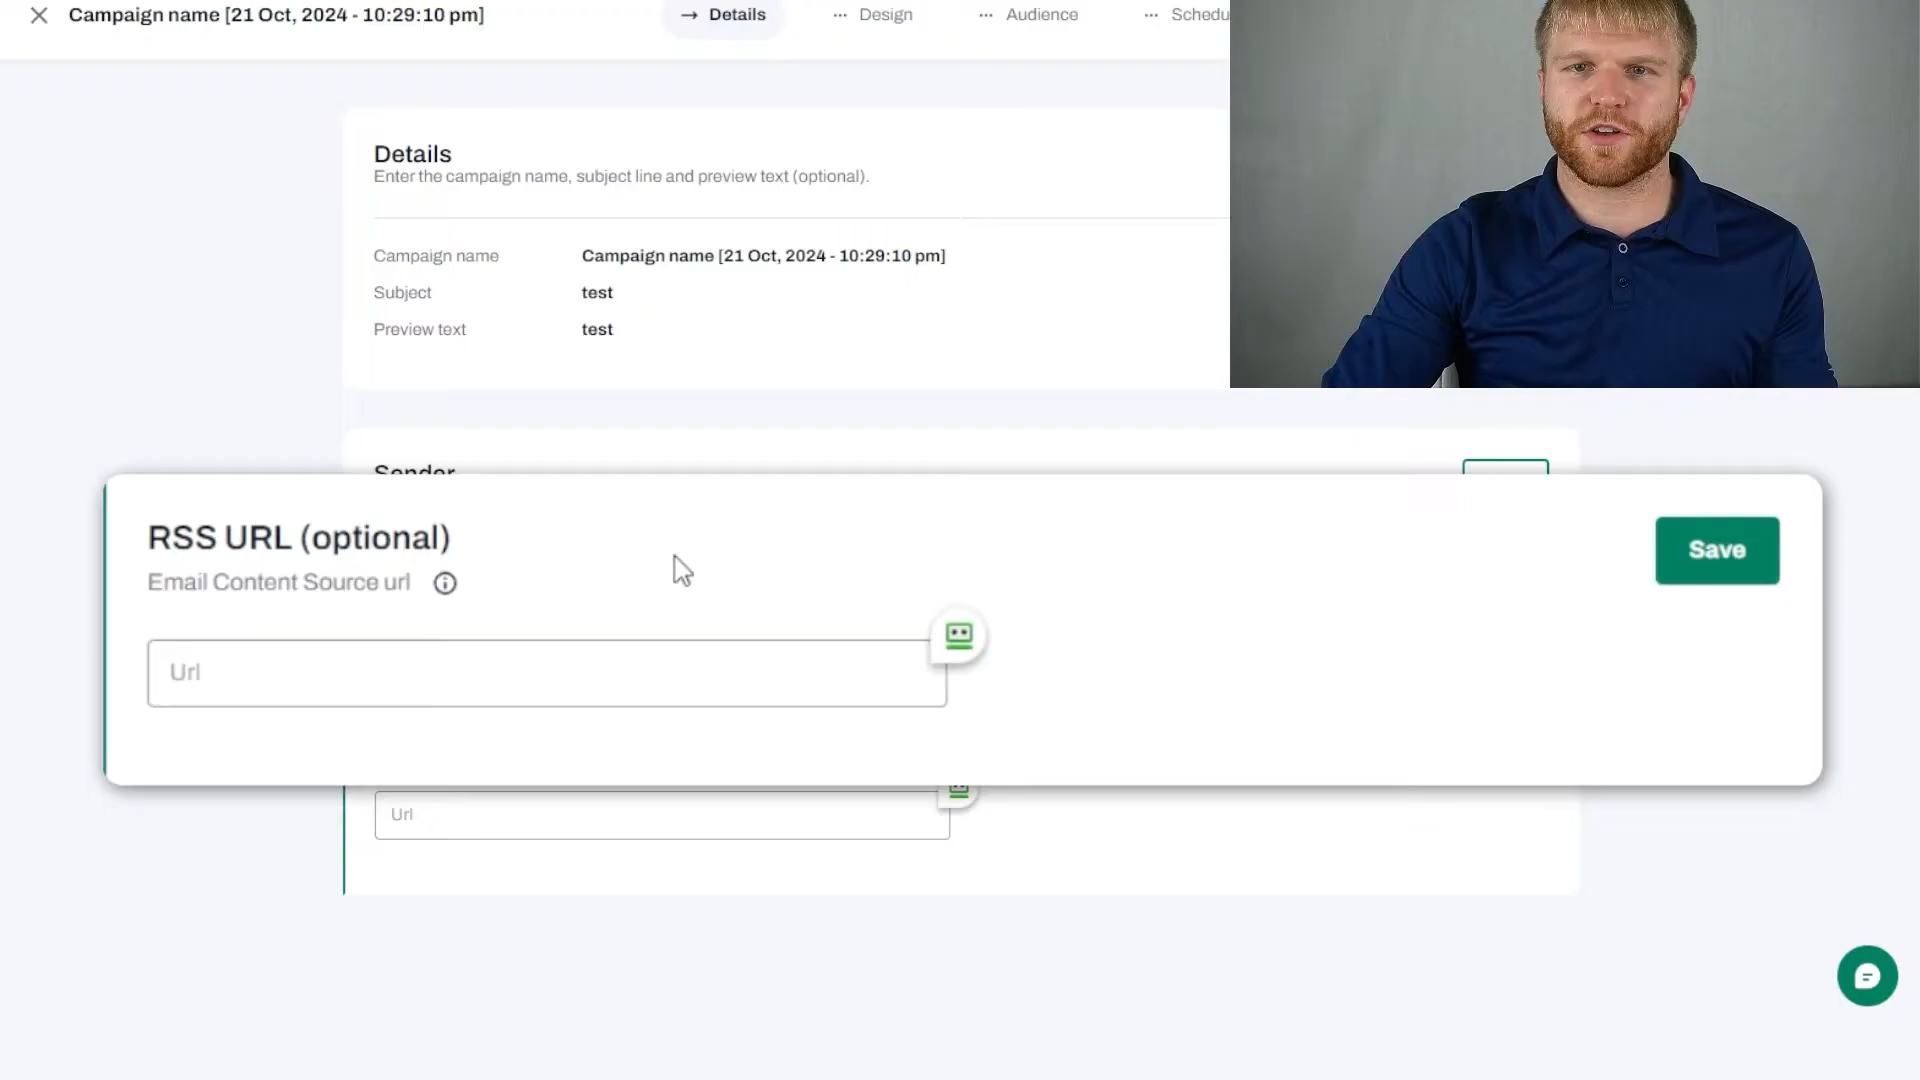 Campaign name [21 Oct, 2024 - 10:29:10 pm]
→ Details
··· Design
··· Audience
··· Schedu
Details
Enter the campaign name, subject line and preview text (optional).
Campaign name
Campaign name [21 Oct, 2024 - 10:29:10 pm]
Subject
test
Preview text
test
Sender
RSS URL (optional)
Email Content Source url
Save
Url
Url